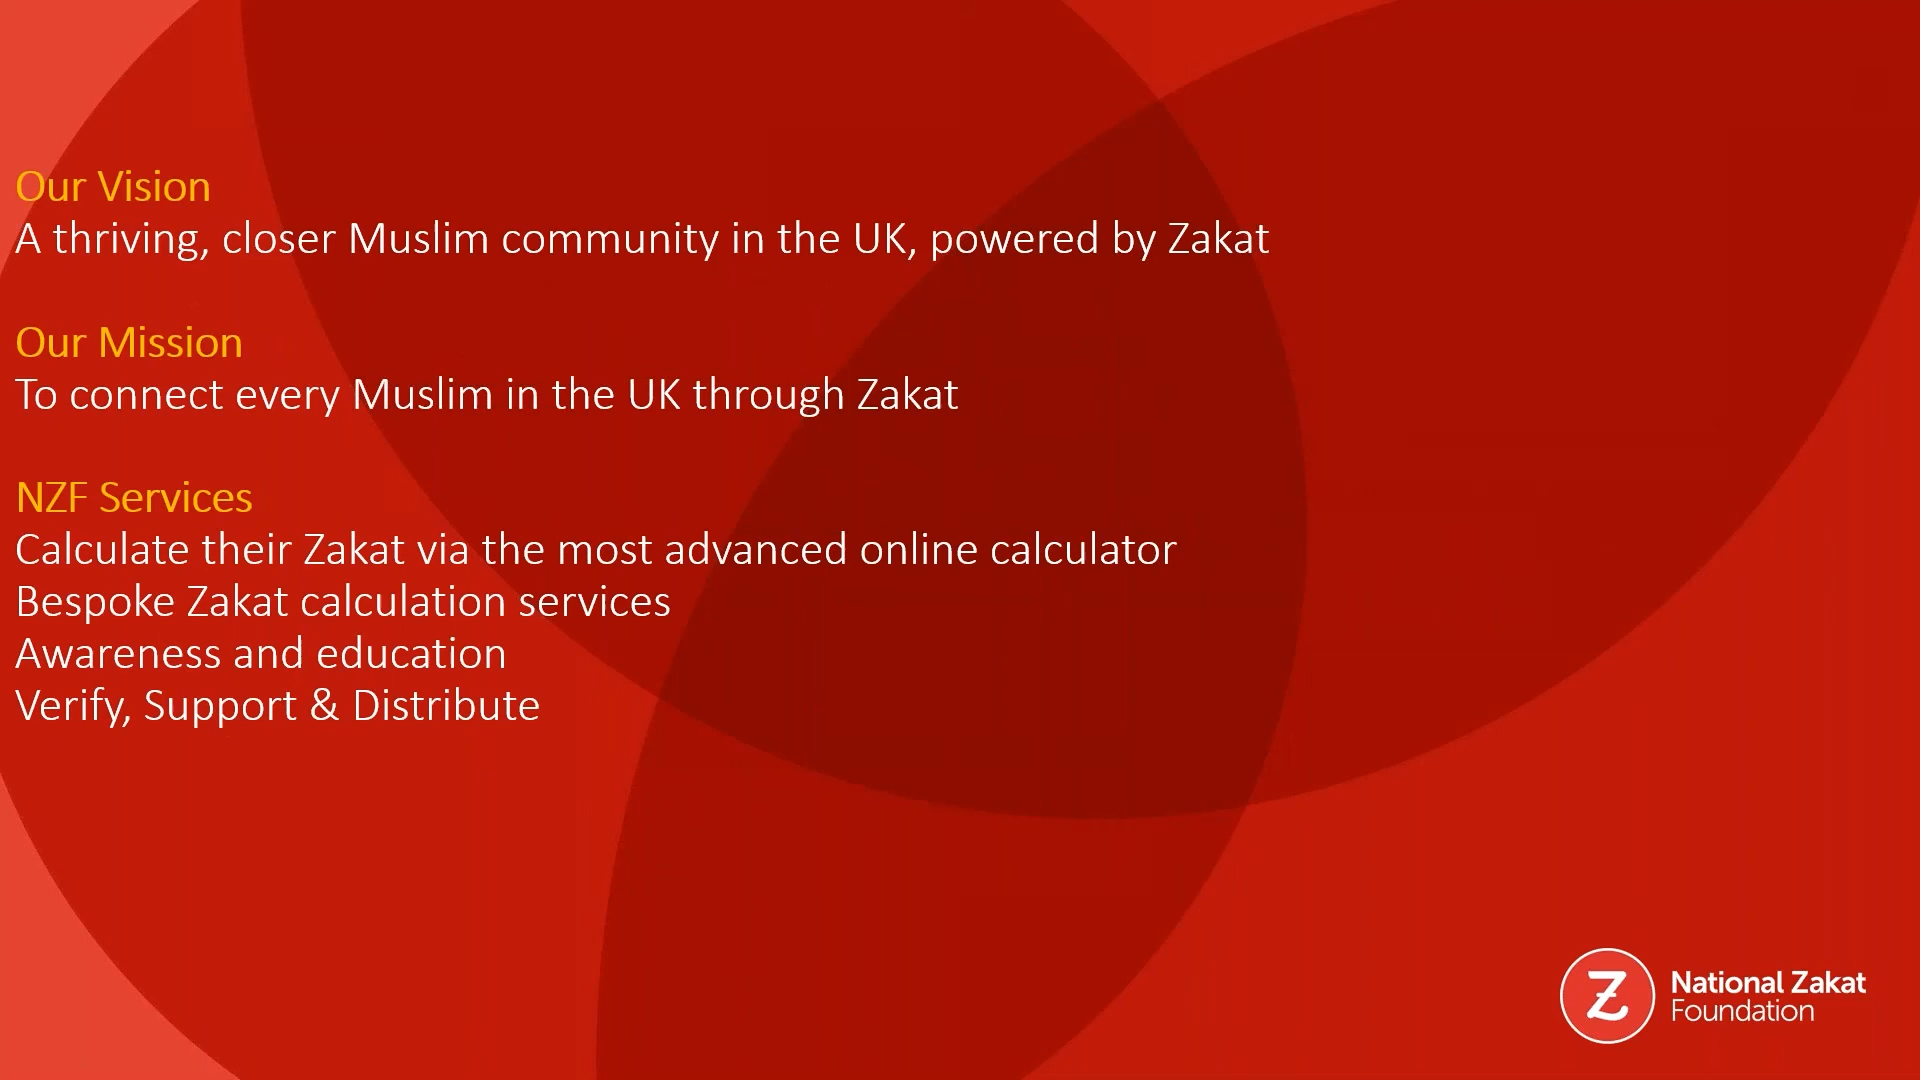 Our Vision
A thriving, closer Muslim community in the UK, powered by Zakat
Our Mission
To connect every Muslim in the UK through Zakat
NZF Services
Calculate their Zakat via the most advanced online calculator
Bespoke Zakat calculation services
Awareness and education
Verify, Support & Distribute
National Zakat
Foundation